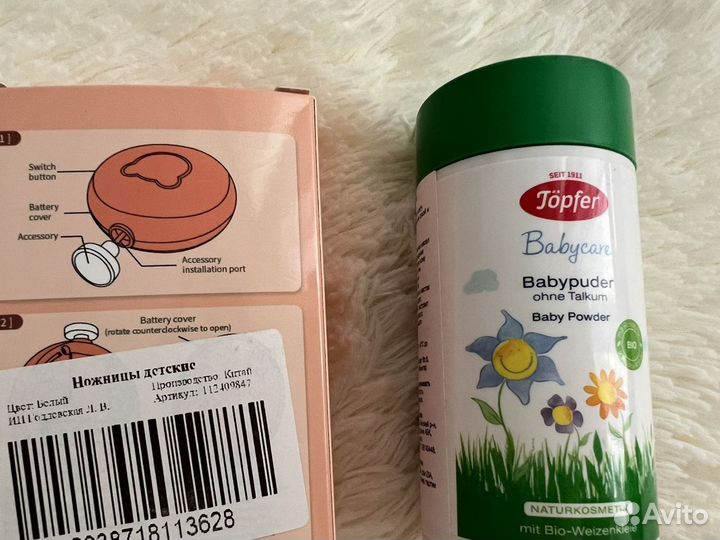 1]
Switch
button
Battery
cover
Accessory
Accessory
installation port
2]
Battery cover
(rotate counterclockwise to open)
Ножницы детские
Цвет: Белый
Производство: Китай
ИП Поддевская Л. В.
Артикул: 112409847
038718113628
SEIT 1911
Töpfer
Babycare
Babypuder
ohne Talkum
Baby Powder
BIO
NATURKOSMETIK
mit Bio-Weizenkleie
Avito